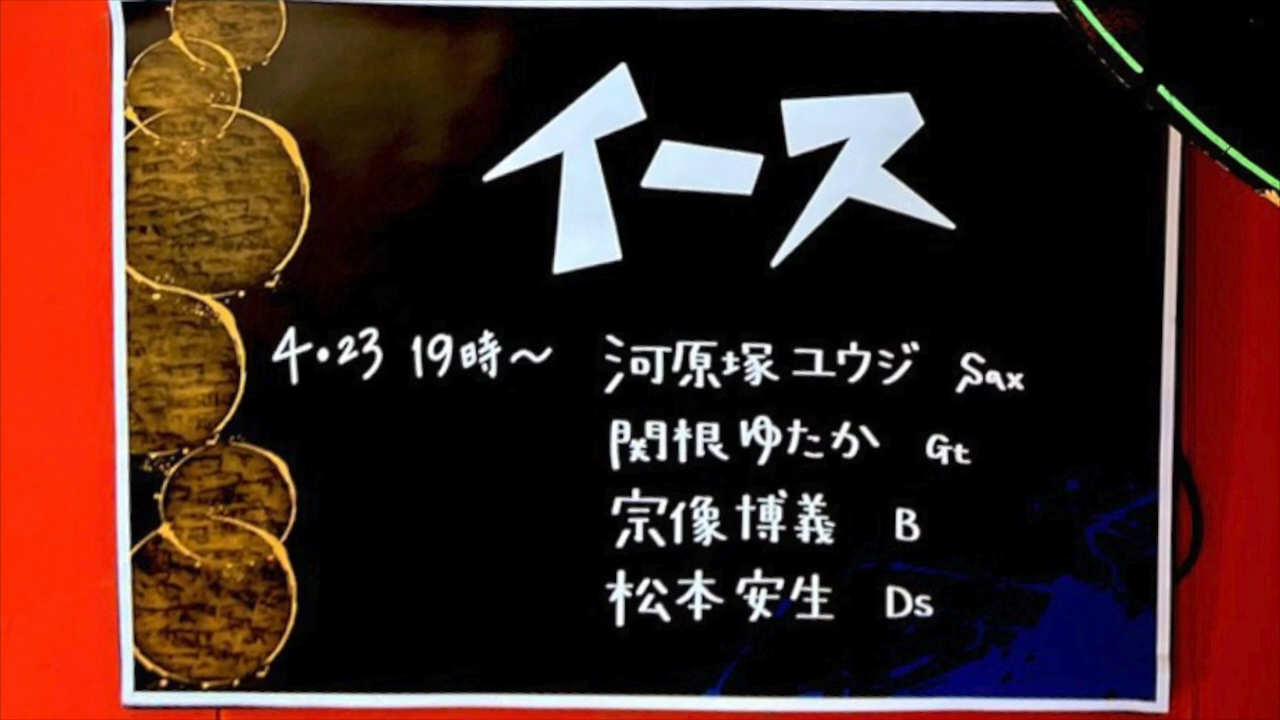 イース
4.23 19時～ 河原塚ユウジ Sax
関根ゆたか Gt
宗像博義 B
松本安生 Ds